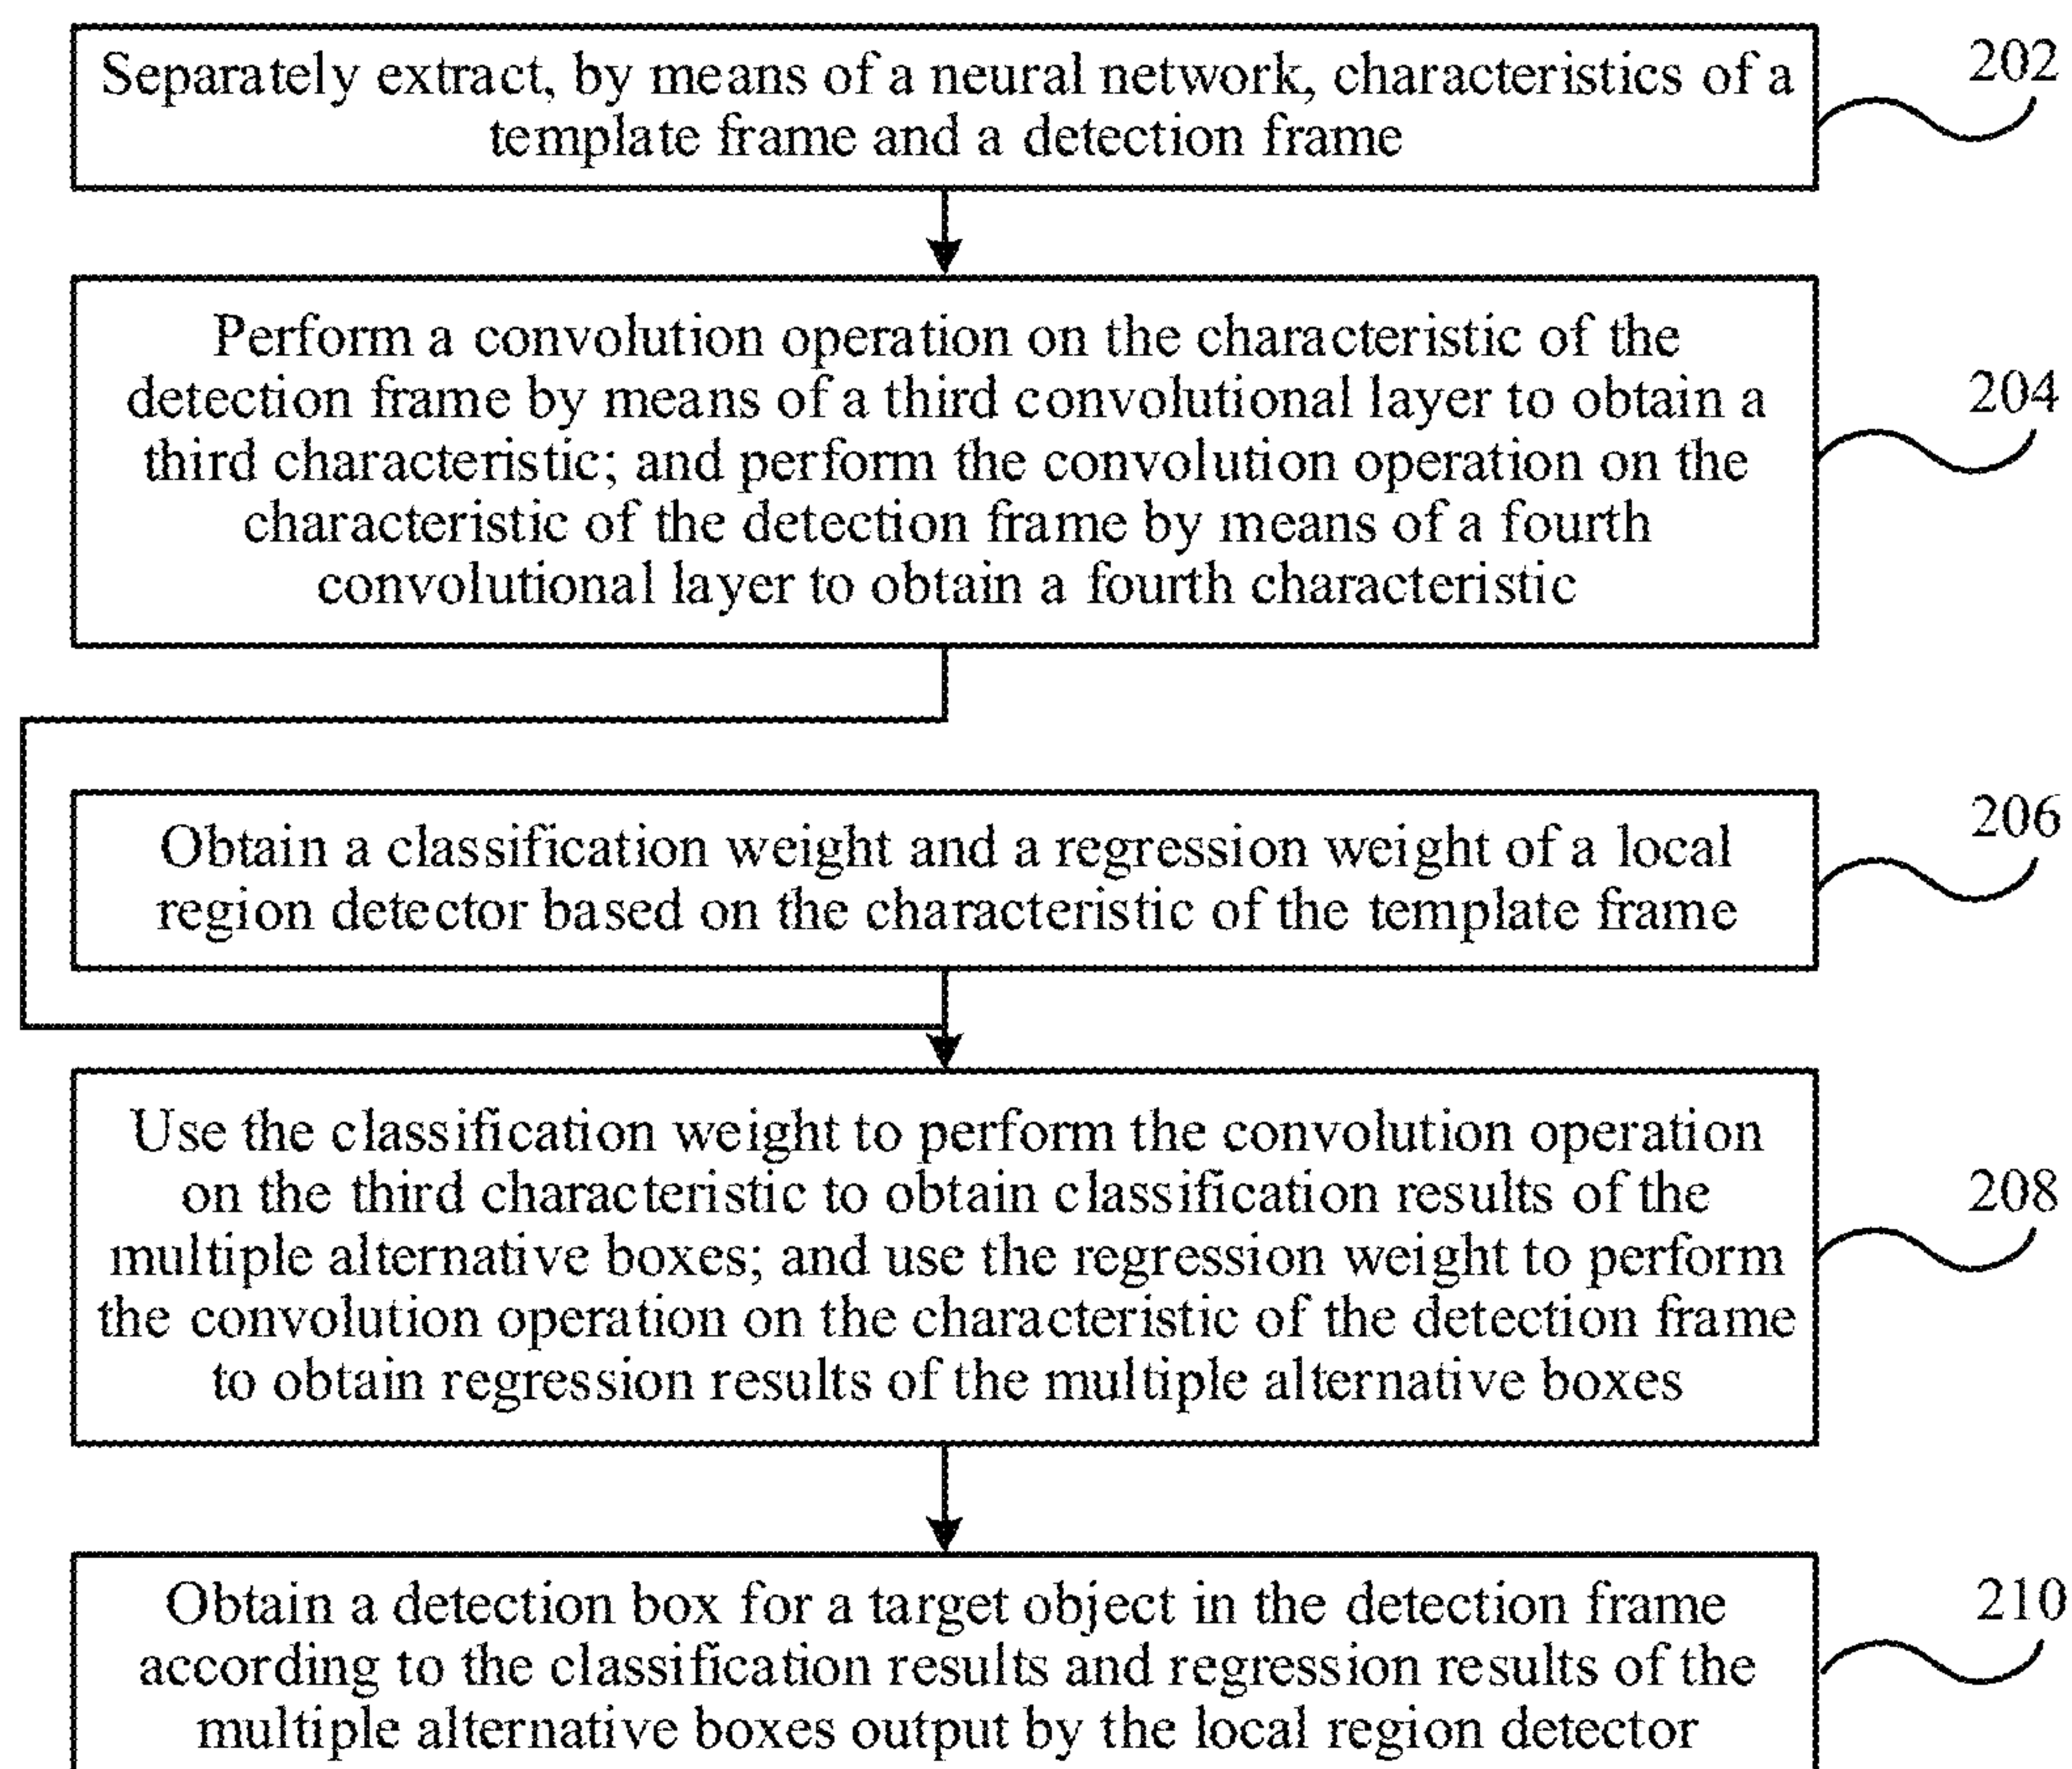 Separately extract, by means of a neural network, characteristics of a
template frame and a detection frame
202
Perform a convolution operation on the characteristic of the
detection frame by means of a third convolutional layer to obtain a
third characteristic; and perform the convolution operation on the
characteristic of the detection frame by means of a fourth
convolutional layer to obtain a fourth characteristic
204
Obtain a classification weight and a regression weight of a local
region detector based on the characteristic of the template frame
206
Use the classification weight to perform the convolution operation
on the third characteristic to obtain classification results of the
multiple alternative boxes; and use the regression weight to perform
the convolution operation on the characteristic of the detection frame
to obtain regression results of the multiple alternative boxes
208
Obtain a detection box for a target object in the detection frame
according to the classification results and regression results of the
multiple alternative boxes output by the local region detector
210